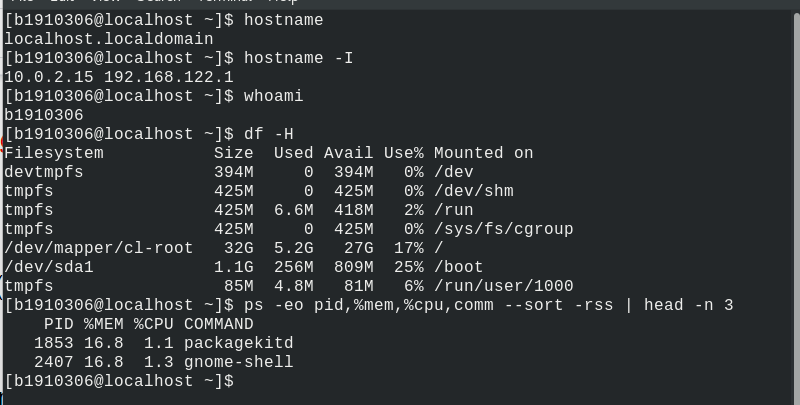 [b1910306@localhost ~]$ hostname
localhost.localdomain
[b1910306@localhost ~]$ hostname -I
10.0.2.15 192.168.122.1
[b1910306@localhost ~]$ whoami
b1910306
[b1910306@localhost ~]$ df -H
Filesystem           Size  Used Avail Use% Mounted on
devtmpfs             394M     0  394M   0% /dev
tmpfs                425M     0  425M   0% /dev/shm
tmpfs                425M  6.6M  418M   2% /run
tmpfs                425M     0  425M   0% /sys/fs/cgroup
/dev/mapper/cl-root   32G  5.2G   27G  17% /
/dev/sda1            1.1G  256M  809M  25% /boot
tmpfs                 85M  4.8M   81M   6% /run/user/1000
[b1910306@localhost ~]$ ps -eo pid,%mem,%cpu,comm --sort -rss | head -n 3
    PID %MEM %CPU COMMAND
   1853 16.8  1.1 packagekitd
   2407 16.8  1.3 gnome-shell
[b1910306@localhost ~]$